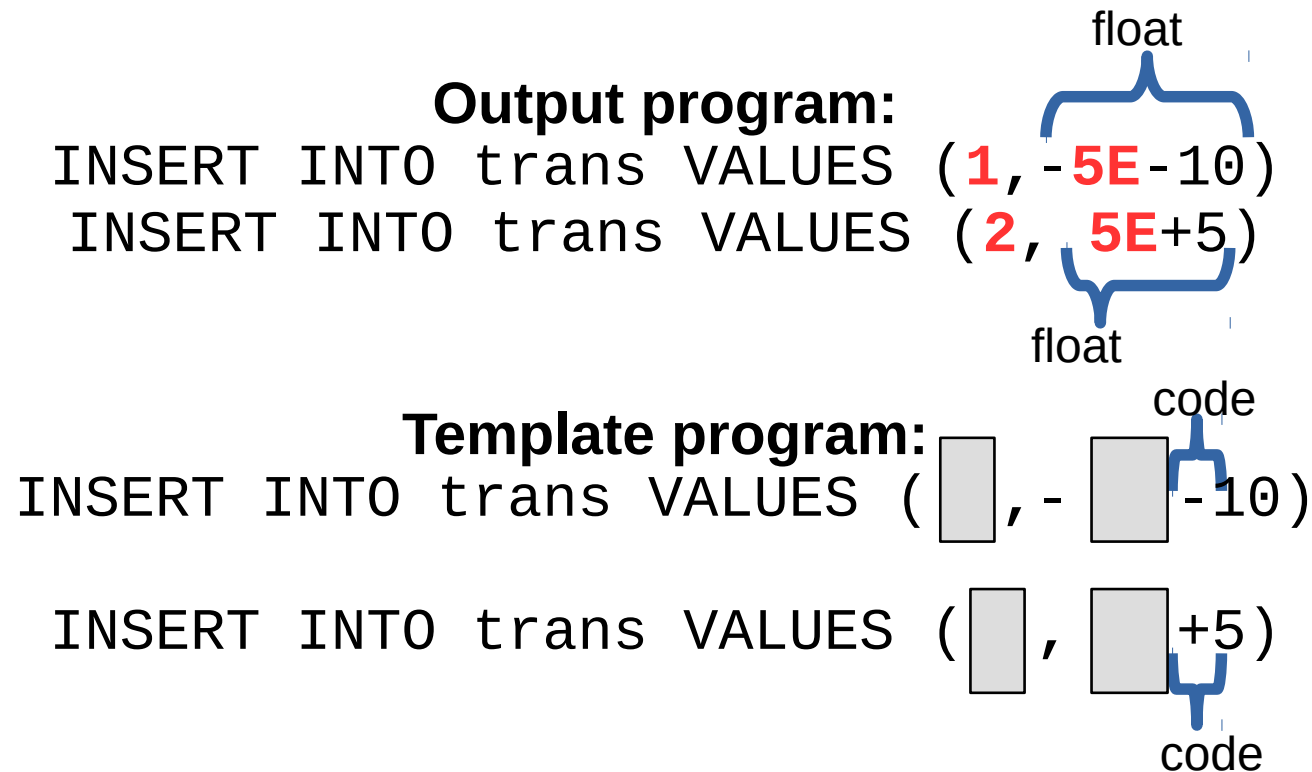 float
Output program:
INSERT INTO trans VALUES (1,-5E-10)
INSERT INTO trans VALUES (2, 5E+5)
float
code
Template program:
INSERT INTO trans VALUES ( ,- -10)
INSERT INTO trans VALUES ( , +5)
code